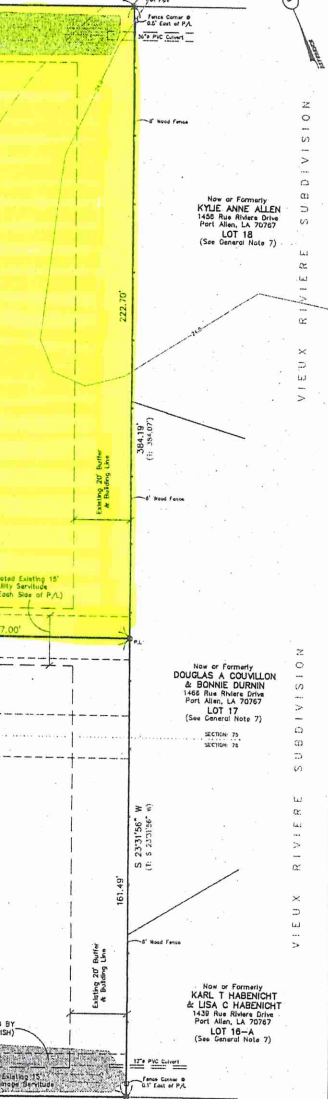 Fence Corner @
0.5' East of P/L
36"ø PVC Culvert
6' Wood Fence
Now or Formerly
KYLIE ANNE ALLEN
1458 Rue Riviere Drive
Port Allen, LA 70767
LOT 18
(See General Note 7)
VIEUX RIVIERE SUBDIVISION
222.70'
384.19'
(T: 384.07')
Existing 20' Buffer
& Building Line
6' Wood Fence
Existing 15'
Utility Servitude
Each Side of P/L)
7.00'
P.L.
Now or Formerly
DOUGLAS A COUVILLON
& BONNIE DURNIN
1466 Rue Riviere Drive
Port Allen, LA 70767
LOT 17
(See General Note 7)
SECTION: 75
SECTION: 76
VIEUX RIVIERE SUBDIVISION
S 23°31'56" W
(T: S 23°31'56" W)
161.49'
6' Wood Fence
Existing 20' Buffer
& Building Line
Now or Formerly
KARL T HABENICHT
& LISA C HABENICHT
1439 Rue Riviere Drive
Port Allen, LA 70767
LOT 16-A
(See General Note 7)
BY
ISH)
12"ø PVC Culvert
Existing 15'
Servitude
Fence Corner @
0.1' East of P/L